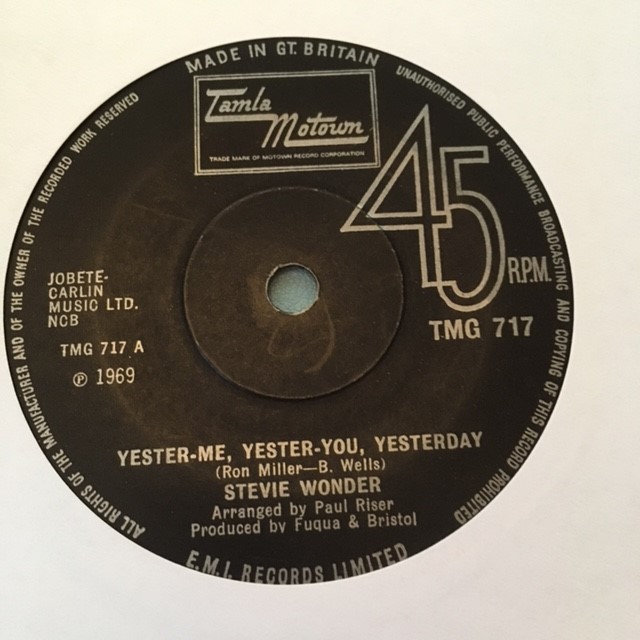 MADE IN GT. BRITAIN
UNAUTHORISED PUBLIC PERFORMANCE BROADCASTING AND COPYING OF THIS RECORD PROHIBITED
ALL RIGHTS OF THE MANUFACTURER AND OF THE OWNER OF THE RECORDED WORK RESERVED
Tamla
Motown
TRADE MARK OF MOTOWN RECORD CORPORATION
45
R.P.M.
TMG 717
JOBETE-
CARLIN
MUSIC LTD.
NCB
TMG 717 A
℗ 1969
YESTER-ME, YESTER-YOU, YESTERDAY
(Ron Miller—B. Wells)
STEVIE WONDER
Arranged by Paul Riser
Produced by Fuqua & Bristol
E.M.I. RECORDS LIMITED